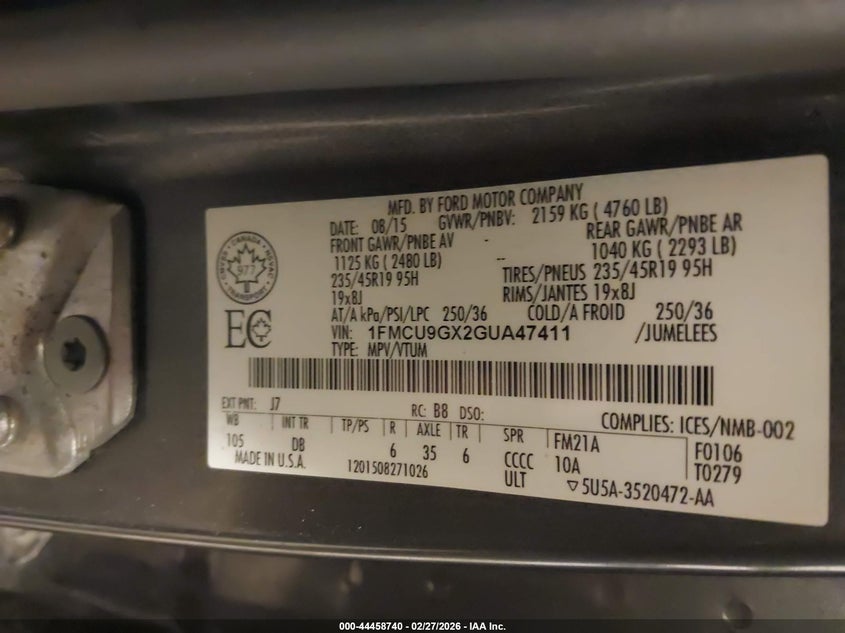 MFD. BY FORD MOTOR COMPANY
DATE: 08/15 GVWR/PNBV: 2159 KG ( 4760 LB)
FRONT GAWR/PNBE AV - REAR GAWR/PNBE AR
1125 KG ( 2480 LB) -- 1040 KG ( 2293 LB)
235/45R19 95H TIRES/PNEUS 235/45R19 95H
19x8J RIMS/JANTES 19x8J
AT/A kPa/PSI/LPC 250/36 COLD/A FROID 250/36
VIN: 1FMCU9GX2GUA47411 /JUMELEES
TYPE: MPV/VTUM
CANADA
977
TRANSPORT
EC
EXT PNT: J7 RC: B8 DSO: COMPLIES: ICES/NMB-002
WB INT TR TP/PS R AXLE TR SPR FM21A F0106
105 DB 6 35 6 CCCC 10A T0279
MADE IN U.S.A. 1201508271026 ULT ▽5U5A-3520472-AA
000-44458740 - 02/27/2026 - IAA Inc.